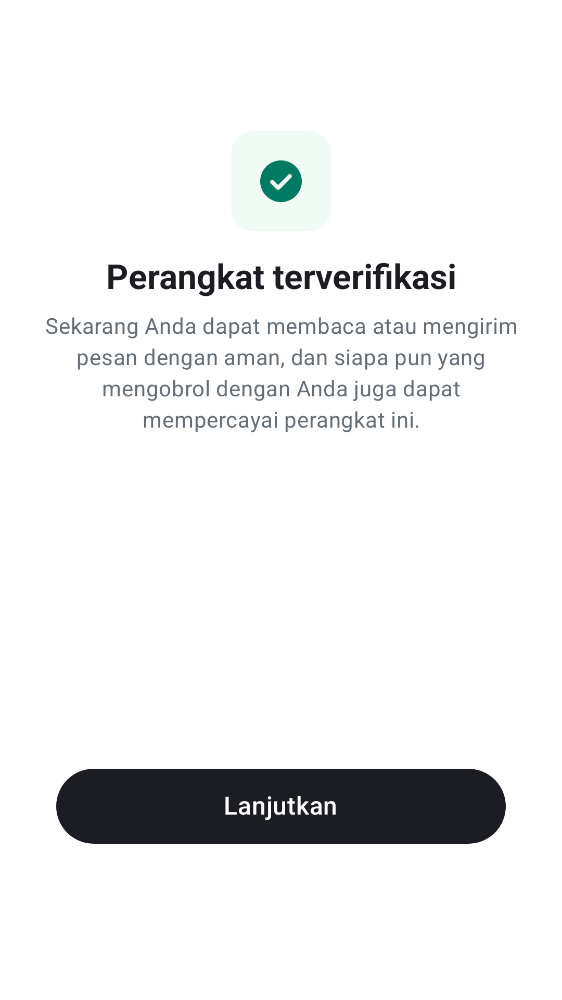 Perangkat terverifikasi
Sekarang Anda dapat membaca atau mengirim
pesan dengan aman, dan siapa pun yang
mengobrol dengan Anda juga dapat
mempercayai perangkat ini.
Lanjutkan